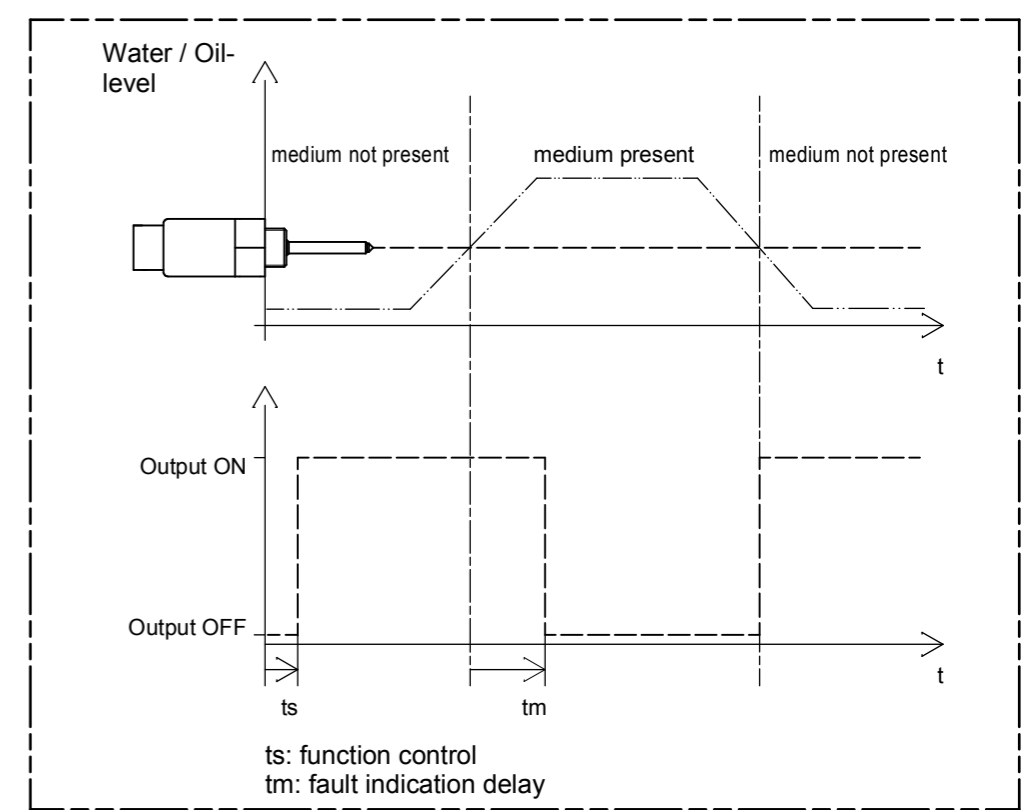 Water / Oil-
level
medium not present
medium present
medium not present
t
Output ON
Output OFF
t
ts
tm
ts: function control
tm: fault indication delay